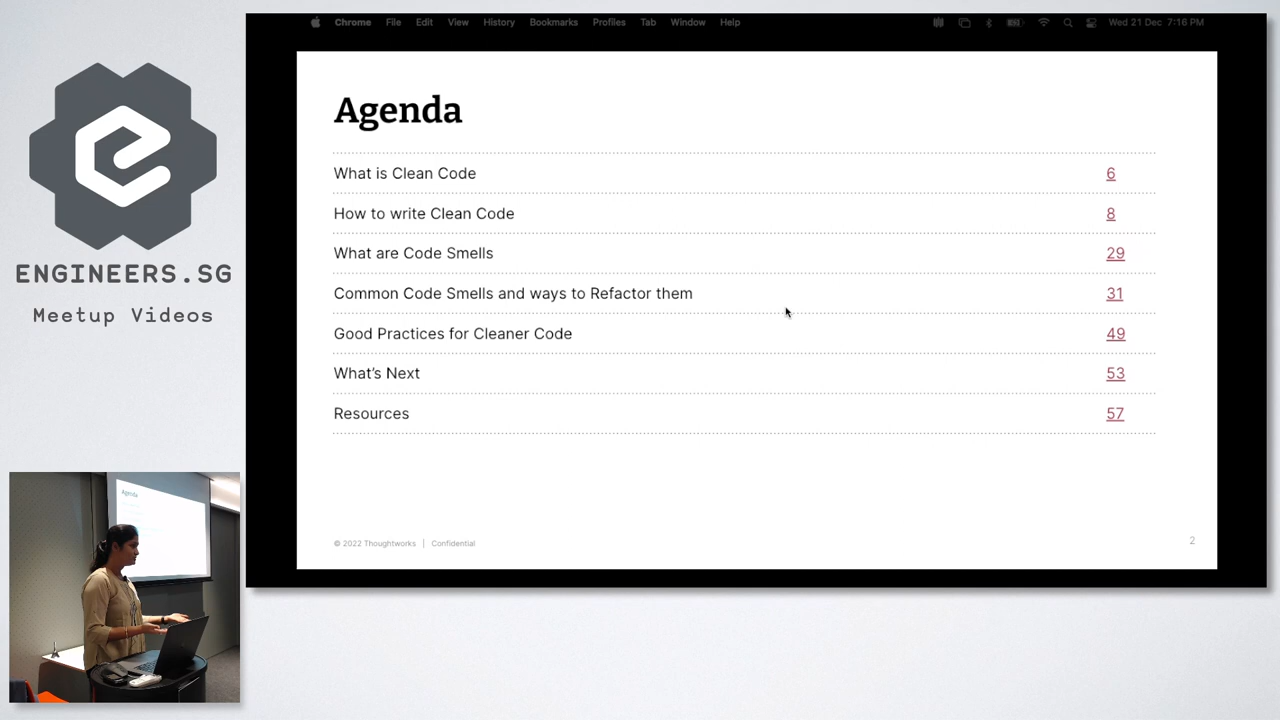 ENGINEERS.SG
Meetup Videos
Chrome File Edit View History Bookmarks Profiles Tab Window Help
Wed 21 Dec 7:16 PM
Agenda
What is Clean Code 6
How to write Clean Code 8
What are Code Smells 29
Common Code Smells and ways to Refactor them 31
Good Practices for Cleaner Code 49
What's Next 53
Resources 57
© 2022 Thoughtworks | Confidential
2
Agenda